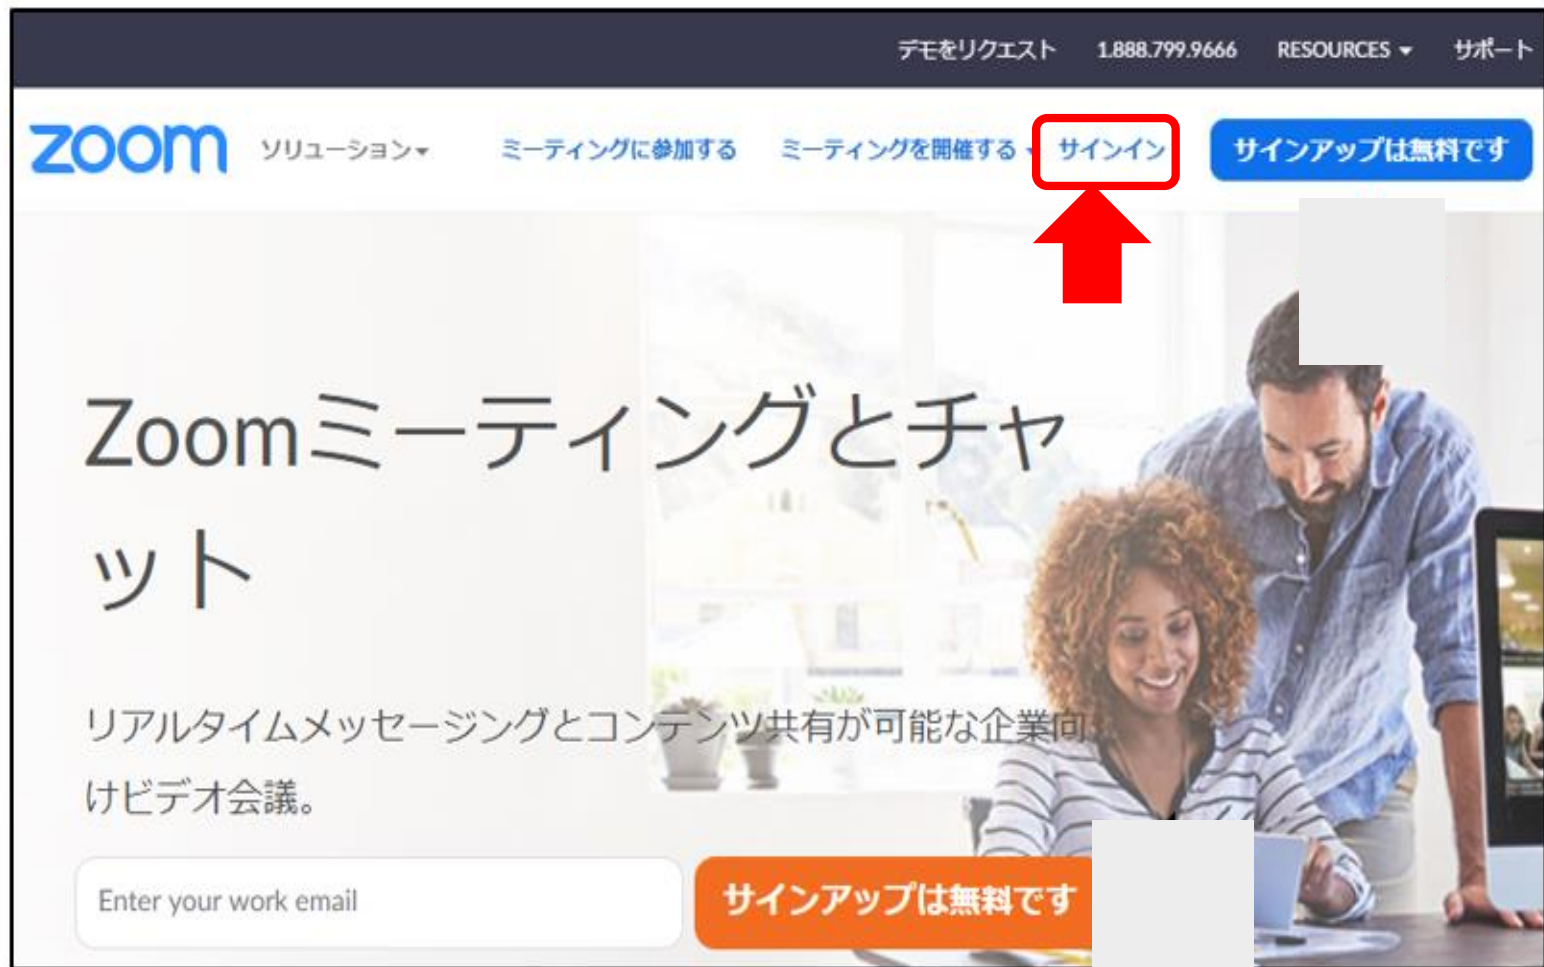 デモをリクエスト 1.888.799.9666 RESOURCES サポート
zoom ソリューション ミーティングに参加する ミーティングを開催する サインイン サインアップは無料です
Zoomミーティングとチャ
ット
リアルタイムメッセージングとコンテンツ共有が可能な企業向
けビデオ会議。
Enter your work email サインアップは無料です